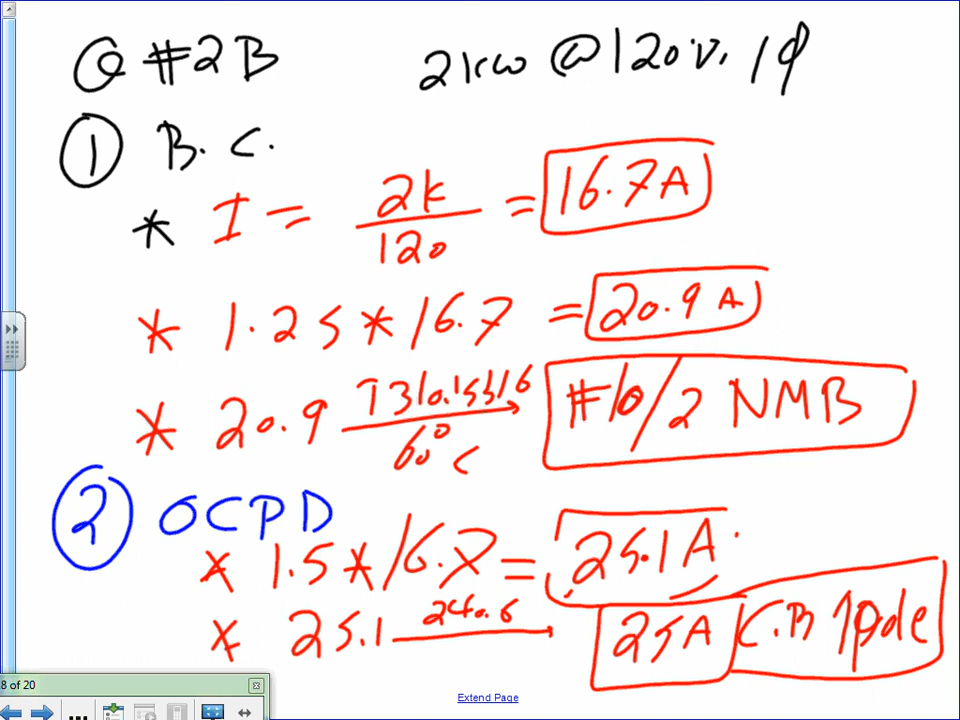 Q #2B 2kw @ 120v. 1φ
① B. C.
* I = 2k / 120 = 16.7 A
* 1.25 * 16.7 = 20.9 A
* 20.9 T310.15B16 60°C #10/2 NMB
② OCPD
* 1.5 * 16.7 = 25.1 A
* 25.1 240.6 25A C.B 1pole
8 of 20
Extend Page